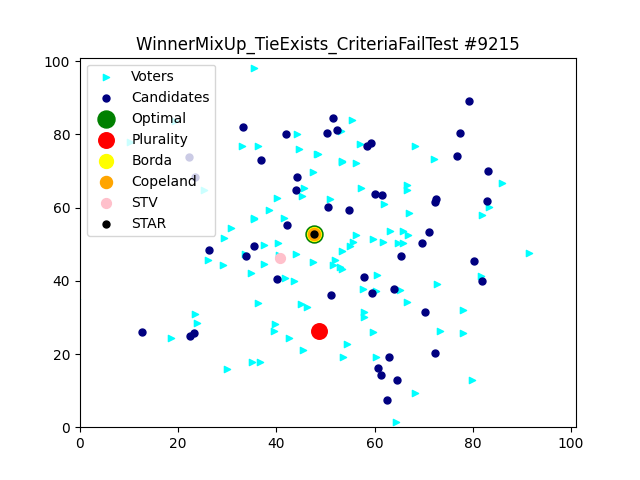 WinnerMixUp_TieExists_CriteriaFailTest #9215
100
80
60
40
20
0
0 20 40 60 80 100
Voters
Candidates
Optimal
Plurality
Borda
Copeland
STV
STAR